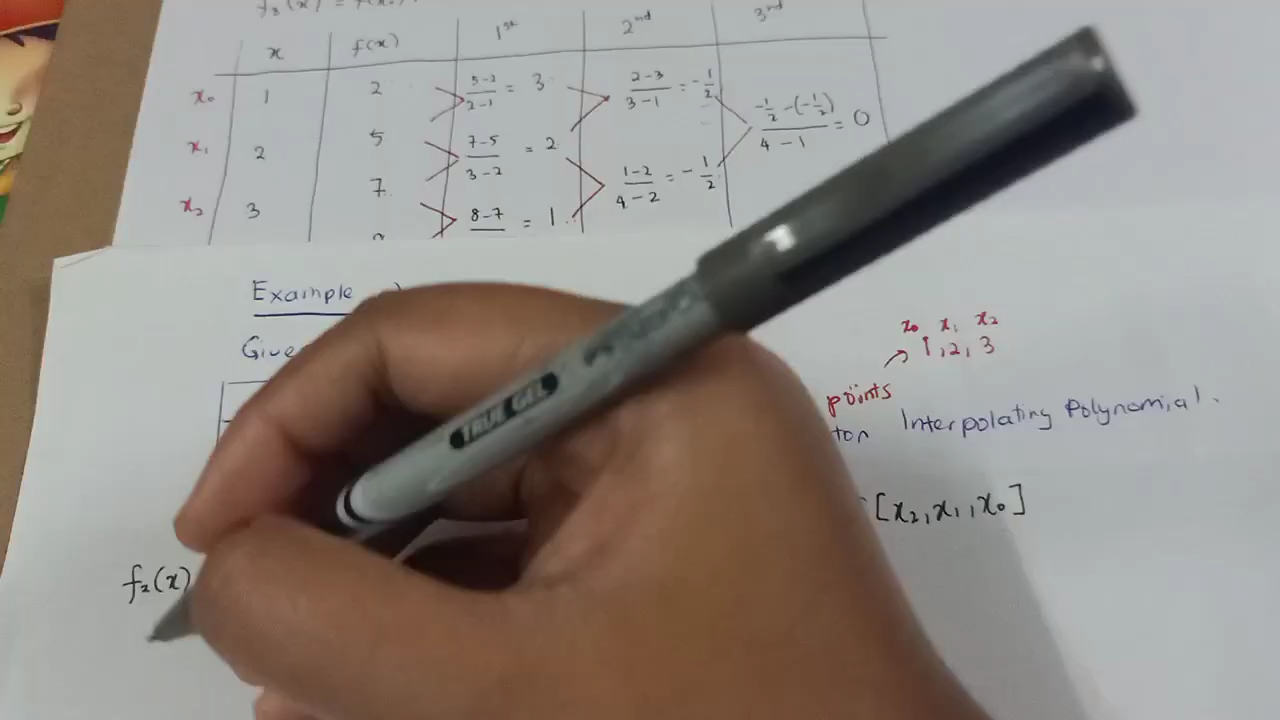 f₃(x) = f(x₀)
x f(x) 1st 2nd 3nd
x₀ 1 2 5-2/2-1 = 3 2-3/3-1 = -1/2 -1/2-(-1/2)/4-1 = 0
x₁ 2 5 7-5/3-2 = 2 1-2/4-2 = -1/2
x₂ 3 7 8-7 = 1
Example
x₀ x₁ x₂
1,2,3
points
Interpolating Polynomial.
[x₂,x₁,x₀]
f₂(x)
TRUE GEL